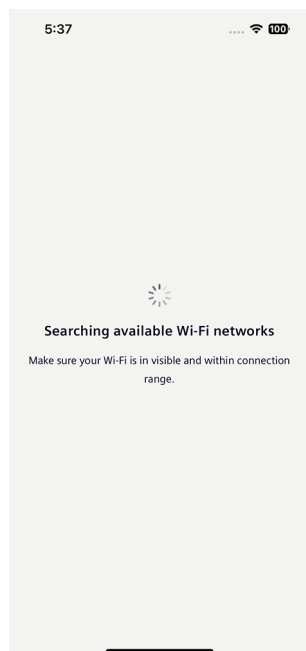 5:37
100
Searching available Wi-Fi networks
Make sure your Wi-Fi is in visible and within connection
range.